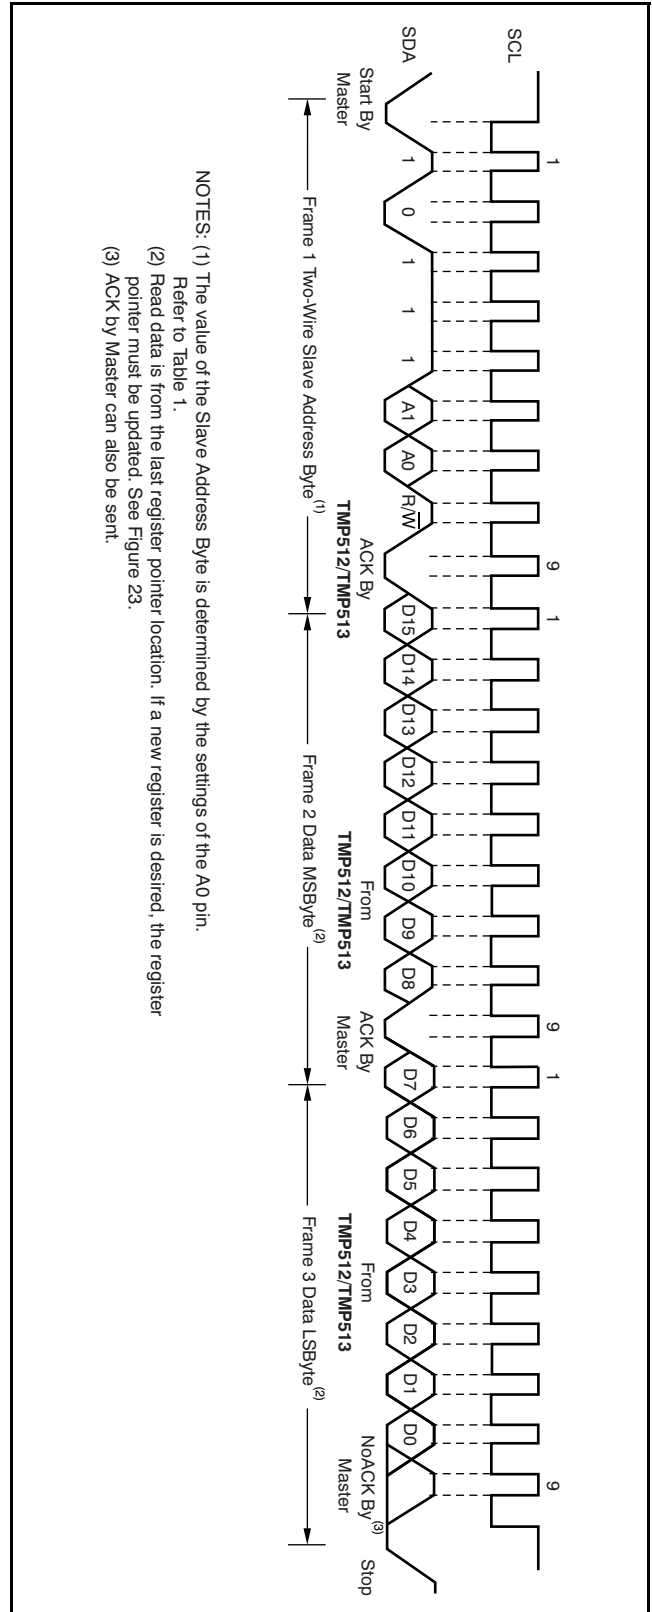 SCL
1 9 1 9 1 9
SDA
1 0 1 1 1 A1 A0 R/W̅ D15 D14 D13 D12 D11 D10 D9 D8 D7 D6 D5 D4 D3 D2 D1 D0
Start By
Master
ACK By
TMP512/TMP513
From
TMP512/TMP513
ACK By
Master
From
TMP512/TMP513
NoACK By(3)
Master
Stop
Frame 1 Two-Wire Slave Address Byte(1)
Frame 2 Data MSByte(2)
Frame 3 Data LSByte(2)
NOTES: (1) The value of the Slave Address Byte is determined by the settings of the A0 pin.
Refer to Table 1.
(2) Read data is from the last register pointer location. If a new register is desired, the register
pointer must be updated. See Figure 23.
(3) ACK by Master can also be sent.